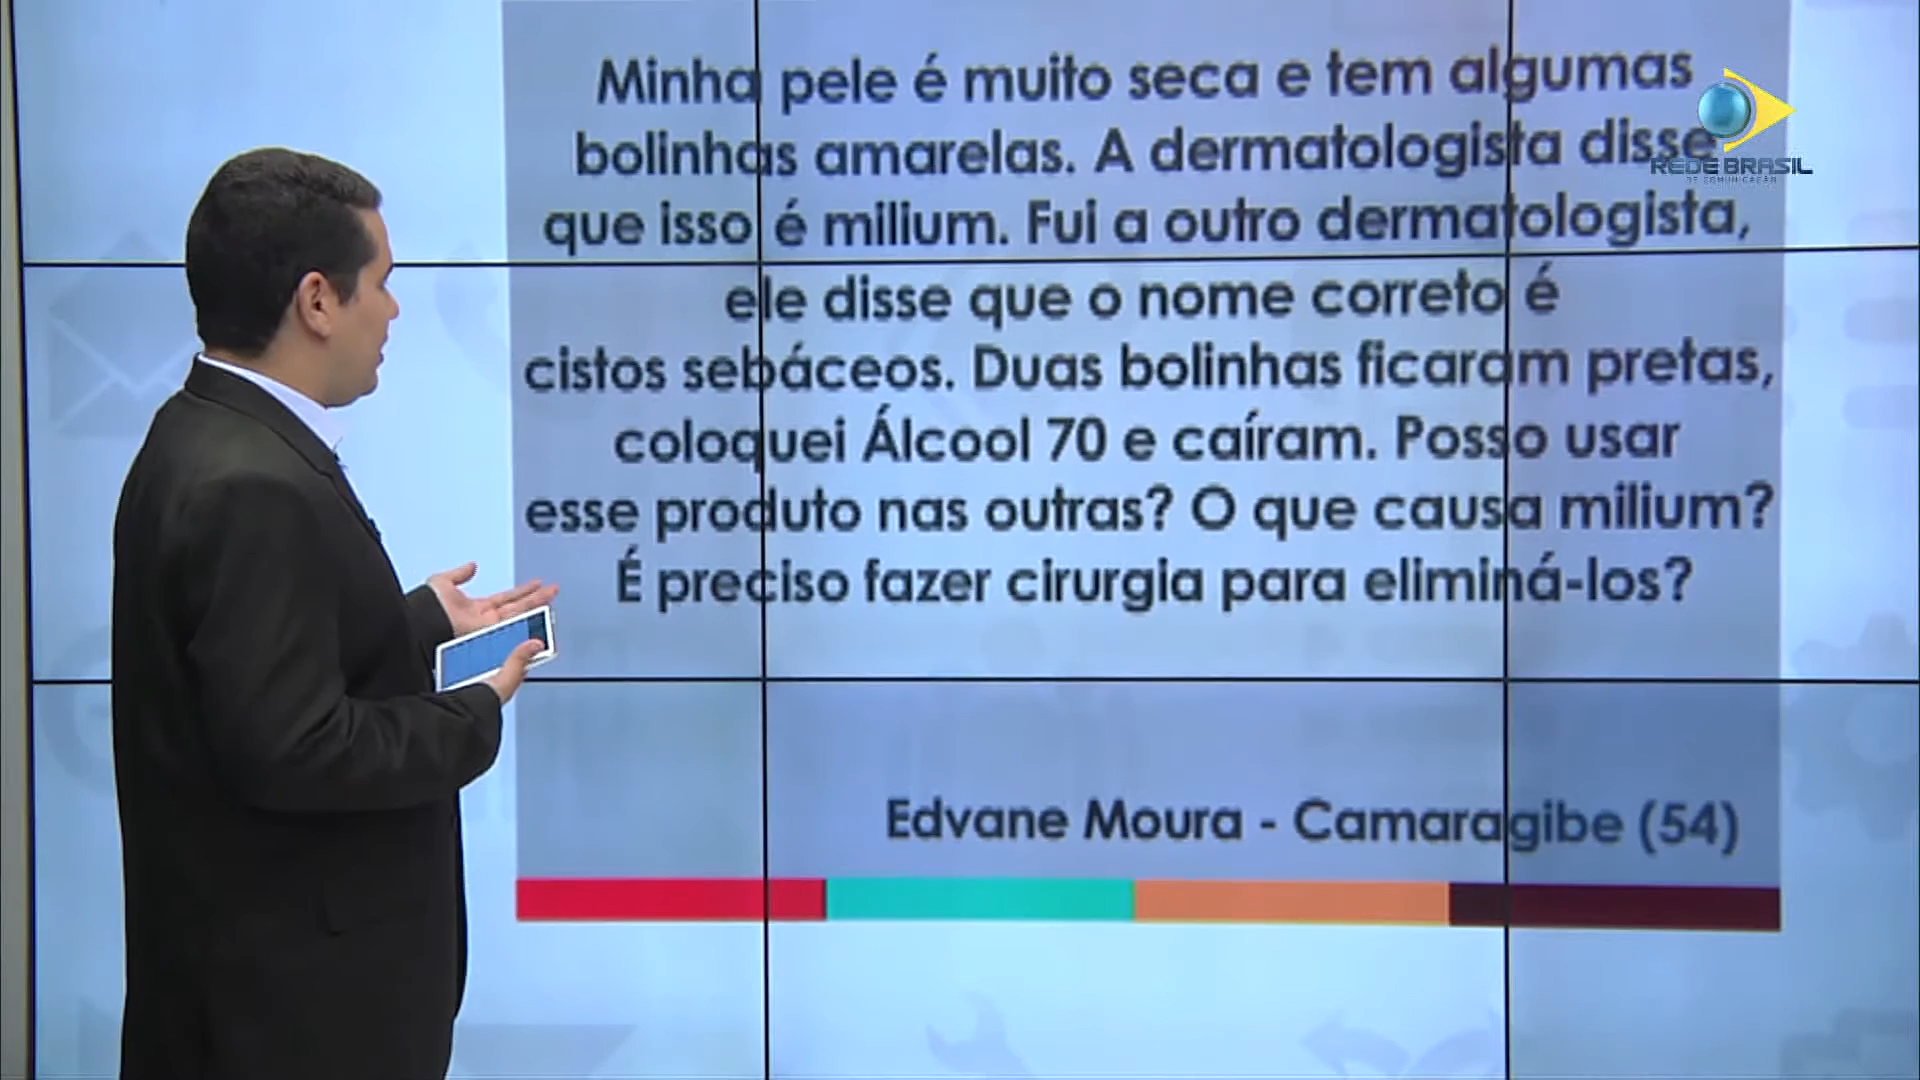 Minha pele é muito seca e tem algumas
bolinhas amarelas. A dermatologista disse
que isso é milium. Fui a outro dermatologista,
ele disse que o nome correto é
cistos sebáceos. Duas bolinhas ficaram pretas,
coloquei Álcool 70 e caíram. Posso usar
esse produto nas outras? O que causa milium?
É preciso fazer cirurgia para eliminá-los?
Edvane Moura - Camaragibe (54)
REDE BRASIL
DE COMUNICAÇÃO